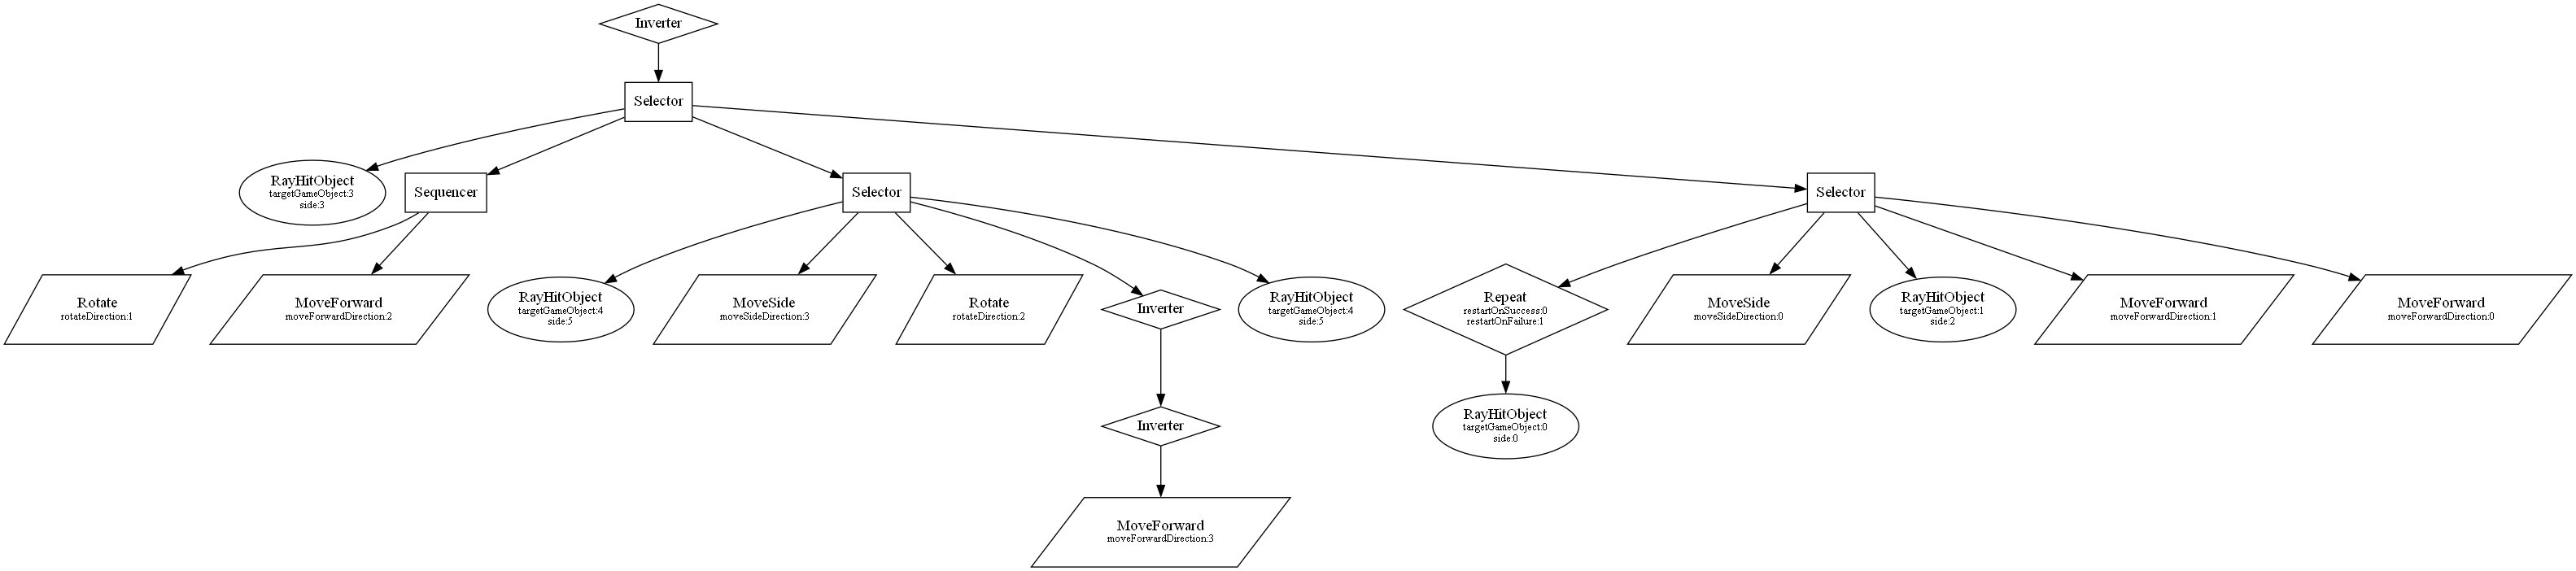 Inverter
Selector
RayHitObject
targetGameObject:3
side:3
Sequencer
Selector
Selector
Rotate
rotateDirection:1
MoveForward
moveForwardDirection:2
RayHitObject
targetGameObject:4
side:5
MoveSide
moveSideDirection:3
Rotate
rotateDirection:2
Inverter
RayHitObject
targetGameObject:4
side:5
Repeat
restartOnSuccess:0
restartOnFailure:1
MoveSide
moveSideDirection:0
RayHitObject
targetGameObject:1
side:2
MoveForward
moveForwardDirection:1
MoveForward
moveForwardDirection:0
Inverter
RayHitObject
targetGameObject:0
side:0
MoveForward
moveForwardDirection:3